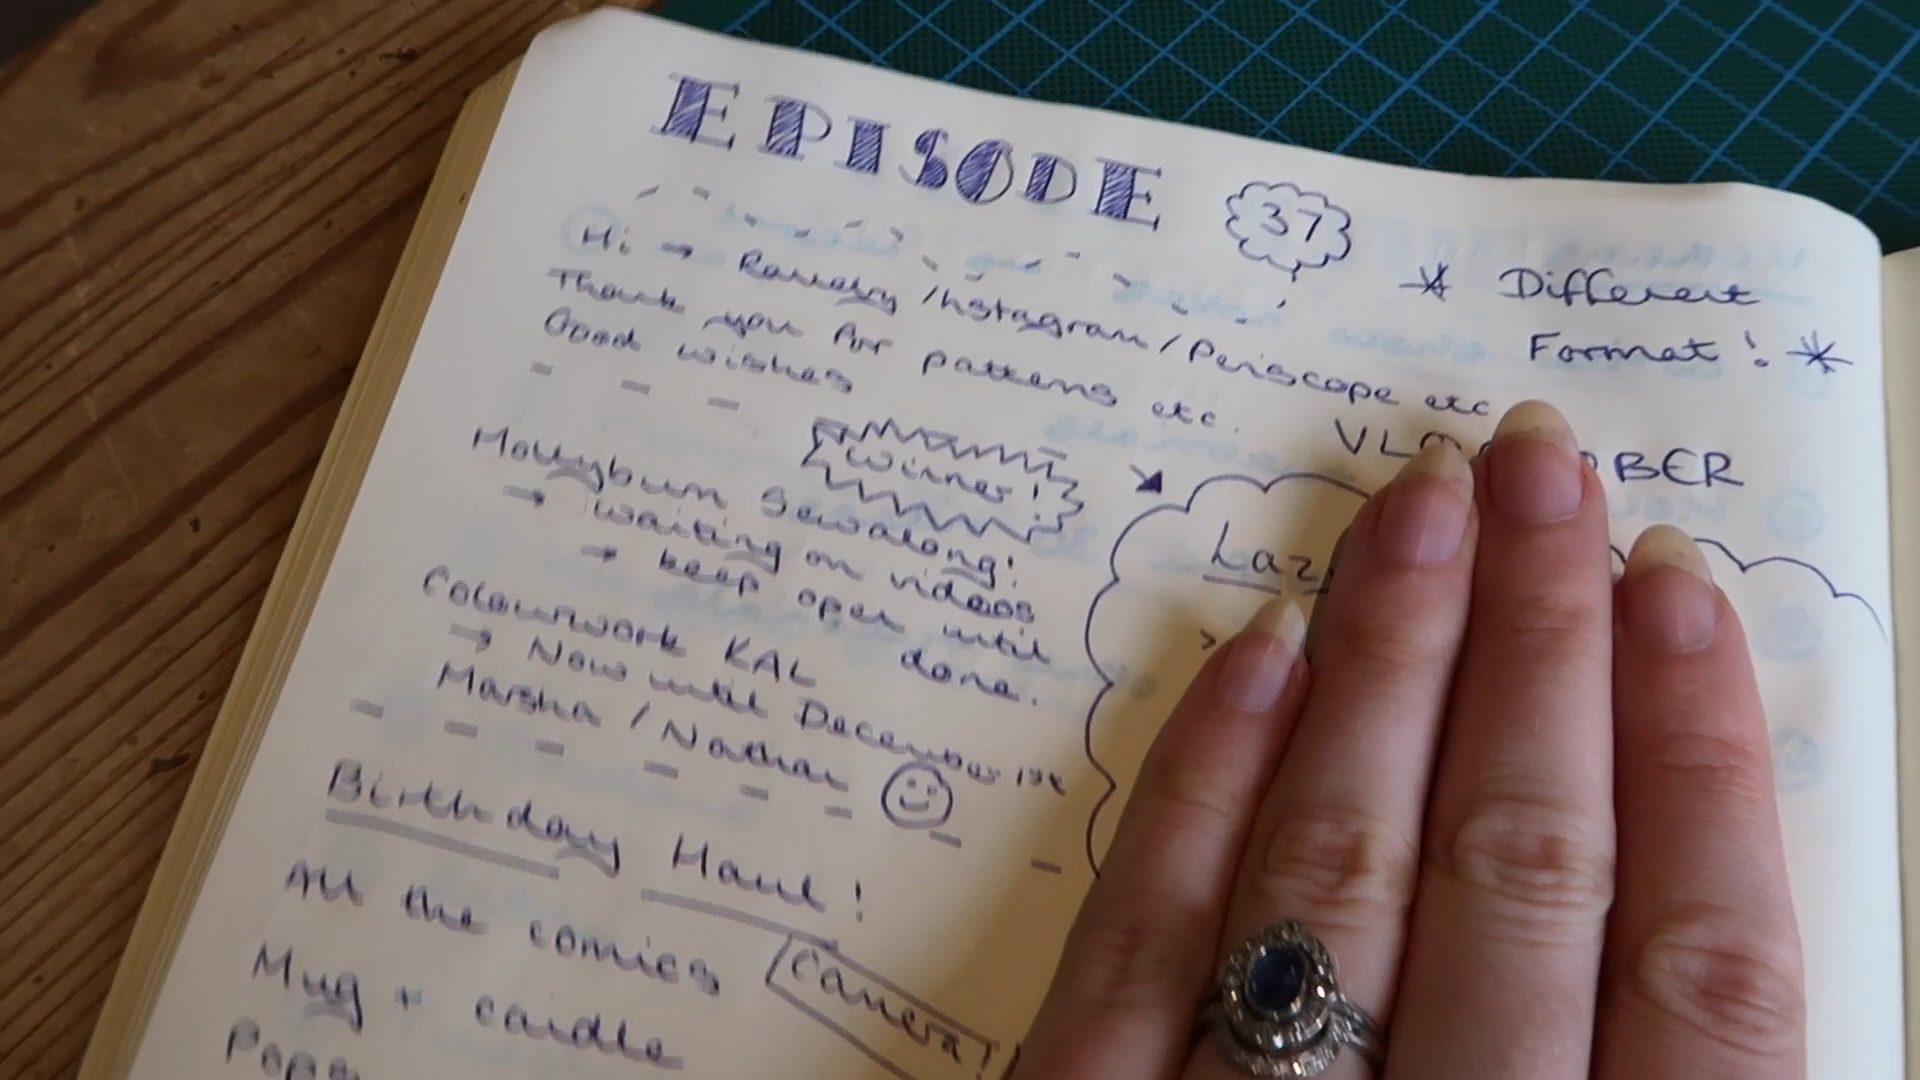 EPISODE 37
* Different
Format! *
Hi → Ravelry/Instagram/Periscope etc
Thank you for patterns etc.
Good wishes
VLO BER
Winner!
Mollyburn Sewalong!
→ waiting on videos
→ keep open until
done.
Colourwork KAL
→ Now until December 1st
Marsha / Nathan
Birthday Haul!
All the comics
Mug + candle
Camera!
Pops
Laz